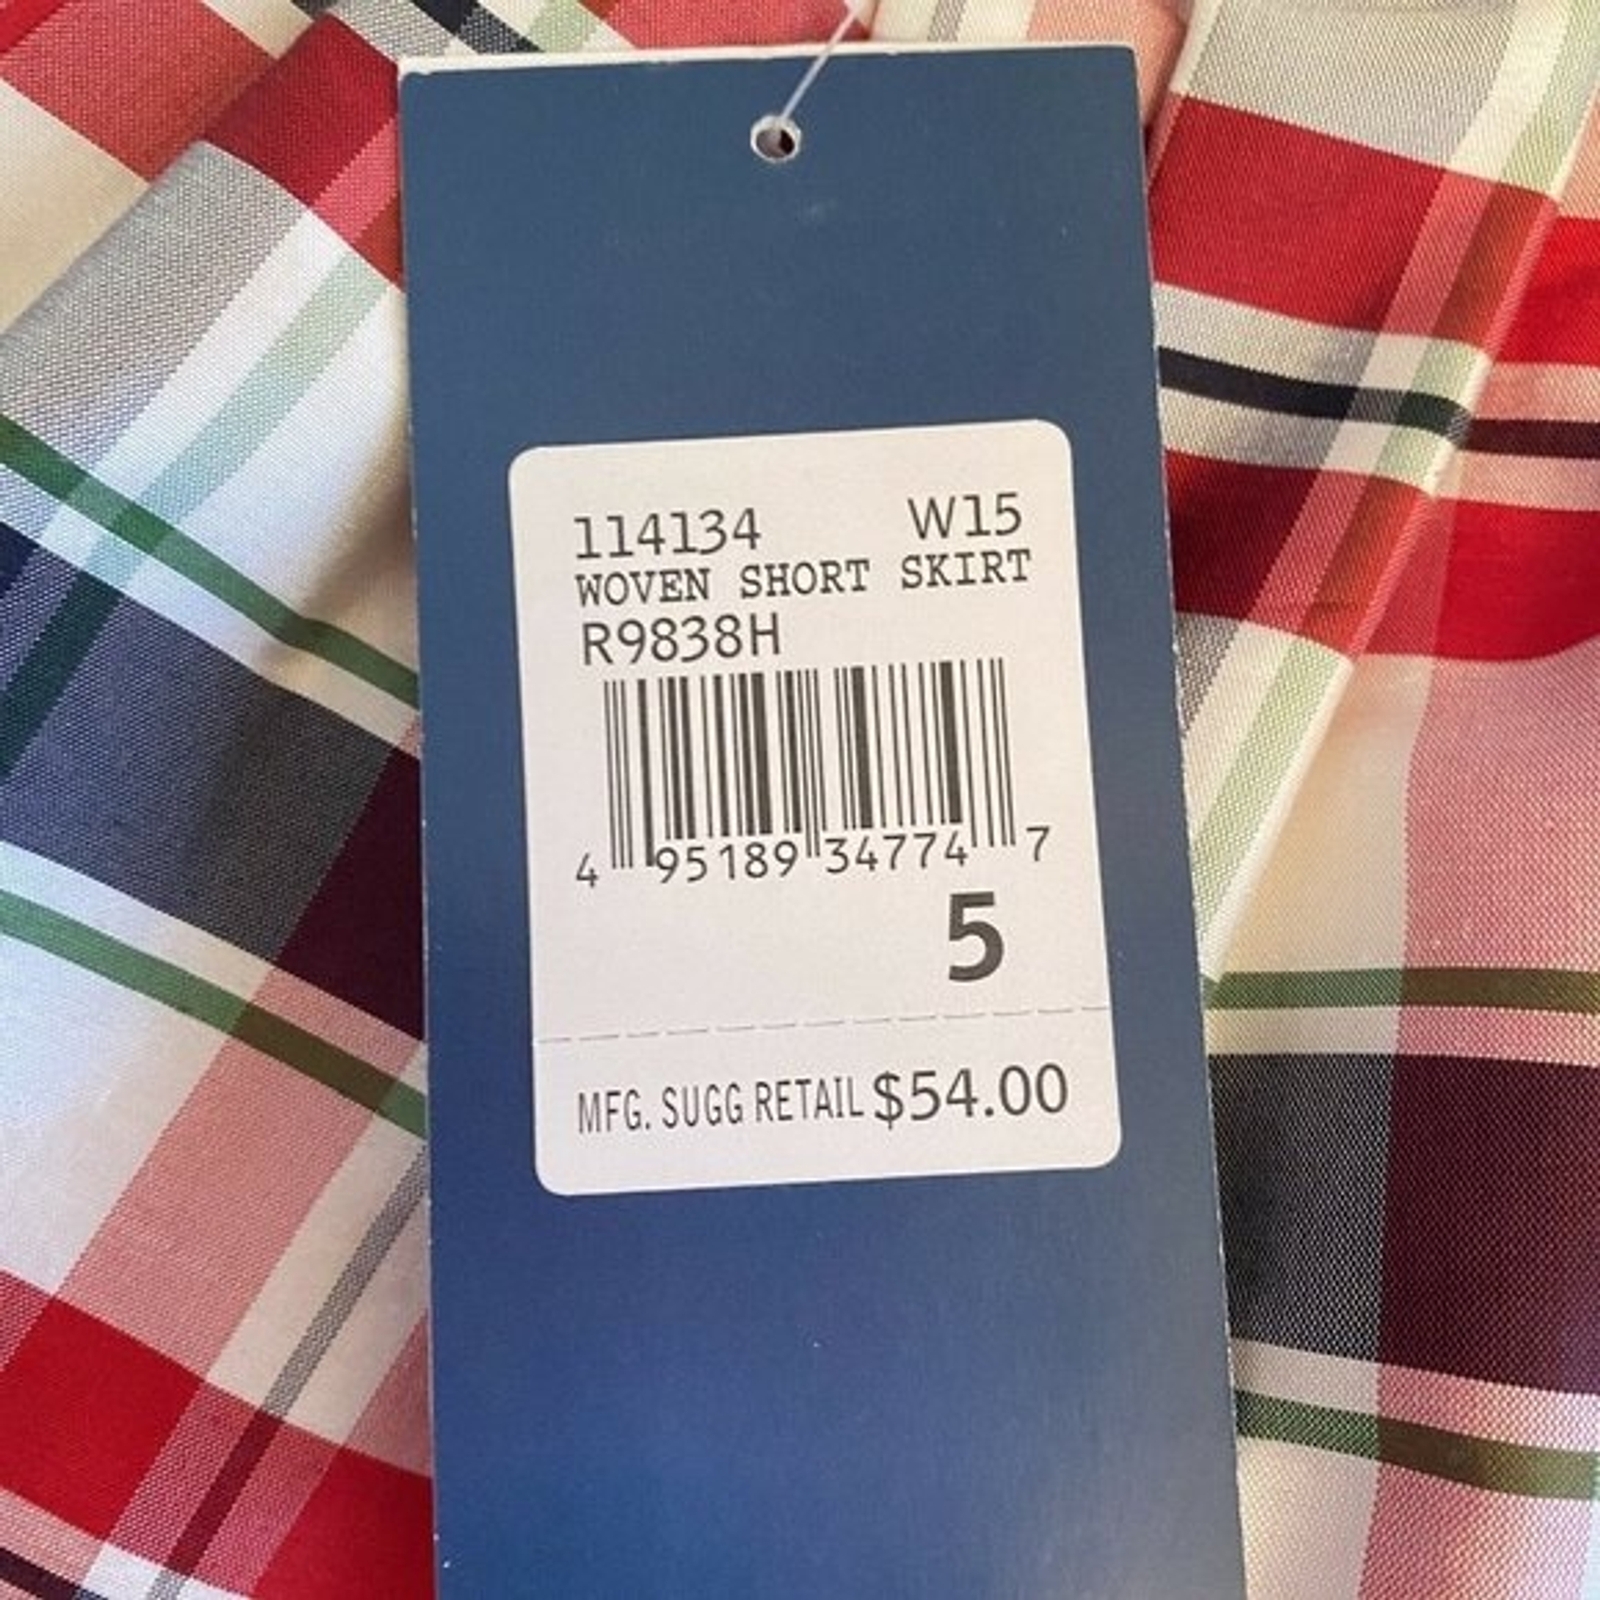 114134 W15
WOVEN SHORT SKIRT
R9838H
4 95189 34774 7
5
MFG. SUGG RETAIL $54.00